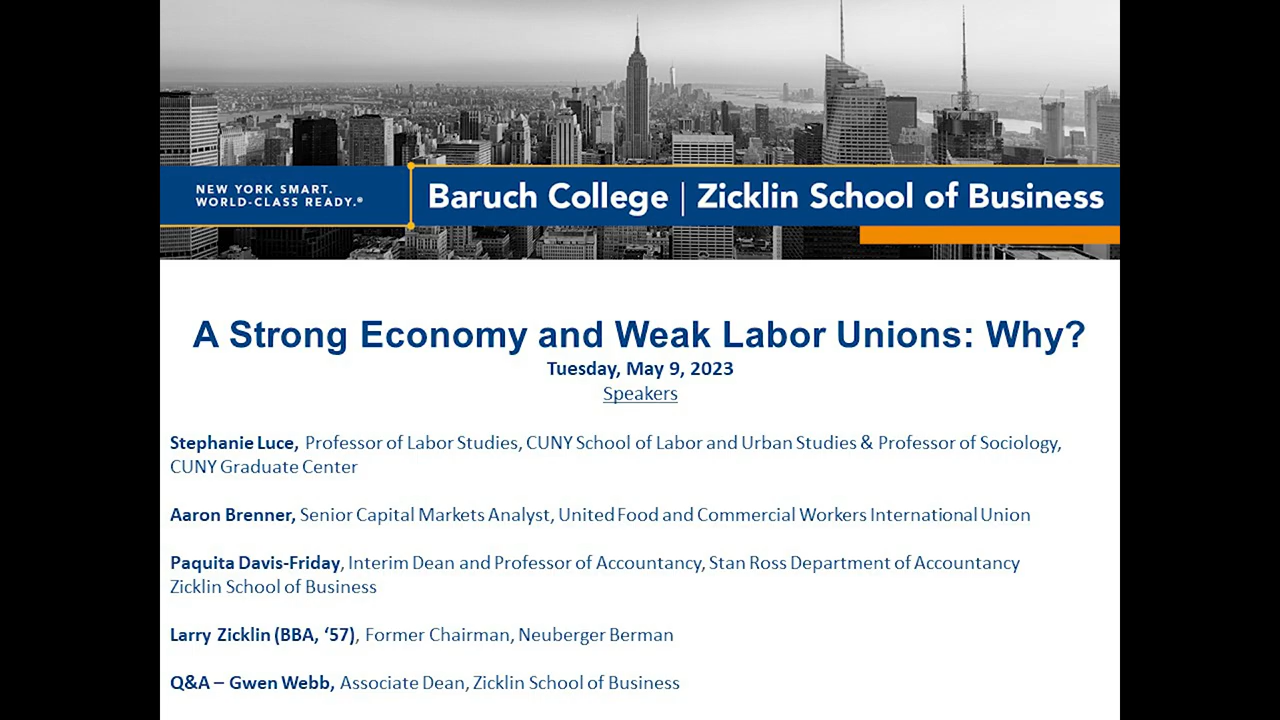 NEW YORK SMART.
WORLD-CLASS READY.®
Baruch College | Zicklin School of Business
A Strong Economy and Weak Labor Unions: Why?
Tuesday, May 9, 2023
Speakers
Stephanie Luce, Professor of Labor Studies, CUNY School of Labor and Urban Studies & Professor of Sociology,
CUNY Graduate Center
Aaron Brenner, Senior Capital Markets Analyst, United Food and Commercial Workers International Union
Paquita Davis-Friday, Interim Dean and Professor of Accountancy, Stan Ross Department of Accountancy
Zicklin School of Business
Larry Zicklin (BBA, ‘57), Former Chairman, Neuberger Berman
Q&A – Gwen Webb, Associate Dean, Zicklin School of Business